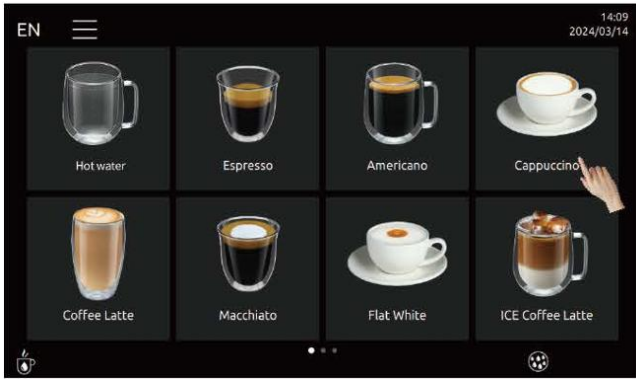 EN
14:09
2024/03/14
Hot water
Espresso
Americano
Cappuccino
Coffee Latte
Macchiato
Flat White
ICE Coffee Latte